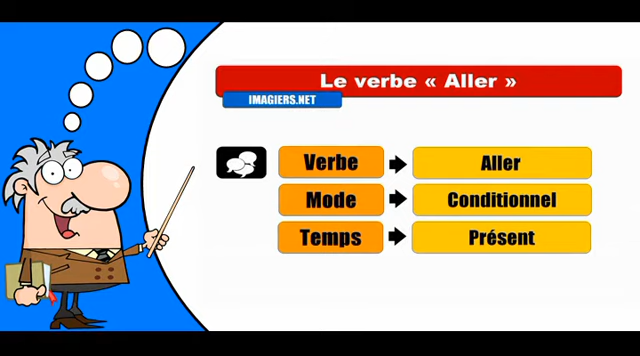 Le verbe « Aller »
IMAGIERS.NET
Verbe Aller
Mode Conditionnel
Temps Présent